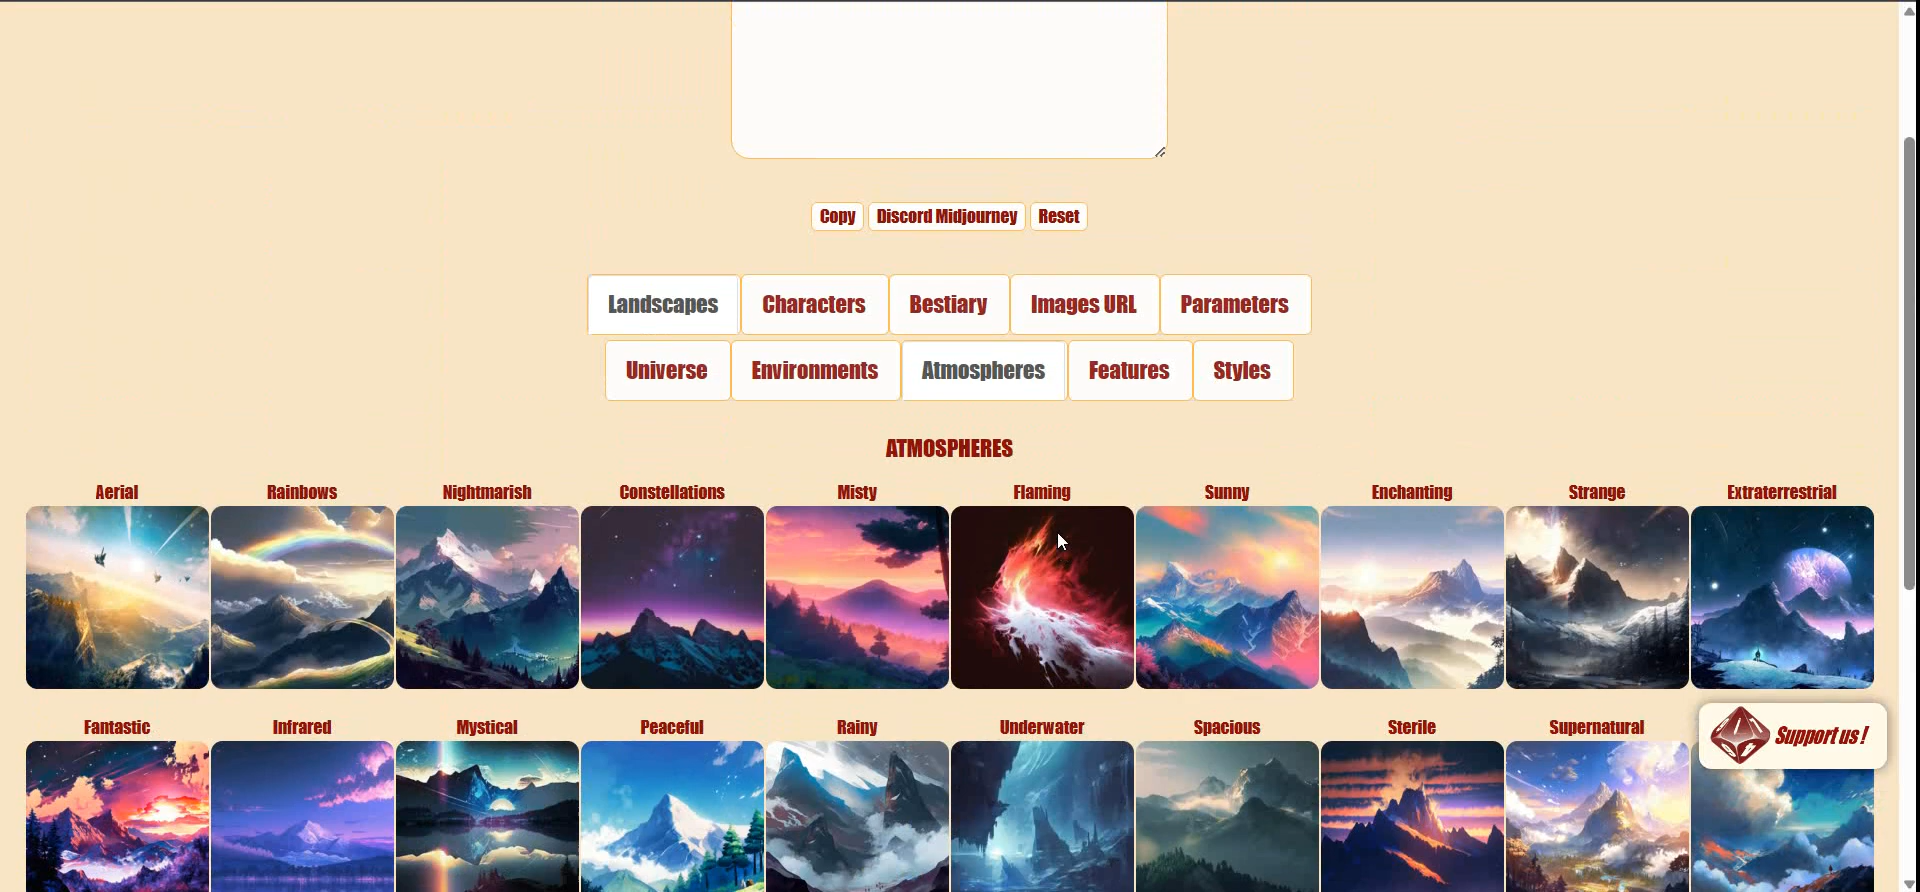 Copy Discord Midjourney Reset
Landscapes Characters Bestiary Images URL Parameters
Universe Environments Atmospheres Features Styles
ATMOSPHERES
Aerial Rainbows Nightmarish Constellations Misty Flaming Sunny Enchanting Strange Extraterrestrial
Fantastic Infrared Mystical Peaceful Rainy Underwater Spacious Sterile Supernatural
Support us!